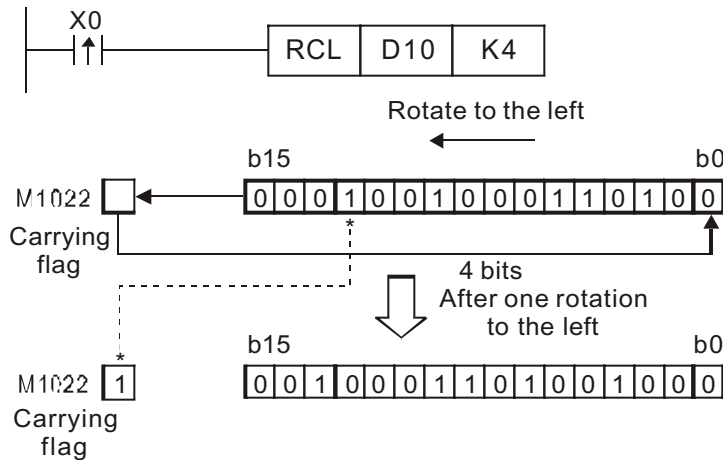 X0
RCL D10 K4
Rotate to the left
b15 b0
M1022 0 0 0 1 0 0 1 0 0 0 1 1 0 1 0 0
Carrying
flag
*
4 bits
After one rotation
to the left
b15 b0
*
M1022 1 0 0 1 0 0 0 1 1 0 1 0 0 1 0 0 0
Carrying
flag